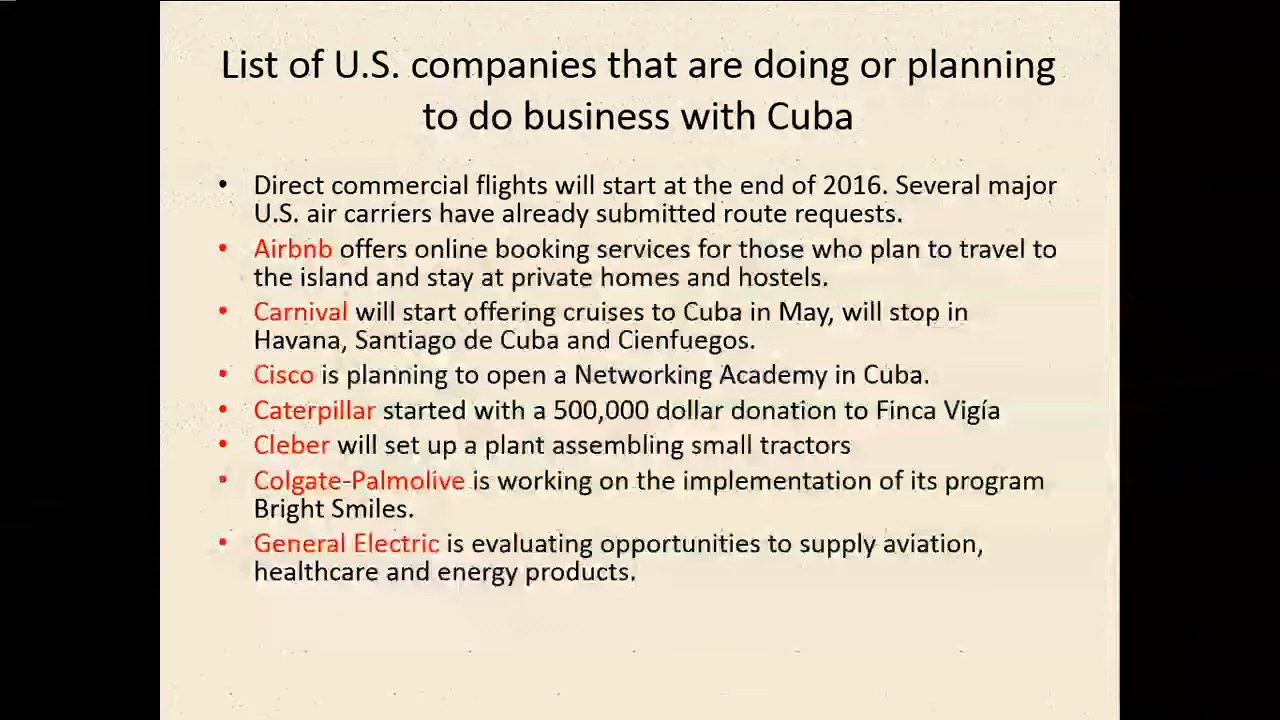 List of U.S. companies that are doing or planning
to do business with Cuba
• Direct commercial flights will start at the end of 2016. Several major
U.S. air carriers have already submitted route requests.
• Airbnb offers online booking services for those who plan to travel to
the island and stay at private homes and hostels.
• Carnival will start offering cruises to Cuba in May, will stop in
Havana, Santiago de Cuba and Cienfuegos.
• Cisco is planning to open a Networking Academy in Cuba.
• Caterpillar started with a 500,000 dollar donation to Finca Vigía
• Cleber will set up a plant assembling small tractors
• Colgate-Palmolive is working on the implementation of its program
Bright Smiles.
• General Electric is evaluating opportunities to supply aviation,
healthcare and energy products.